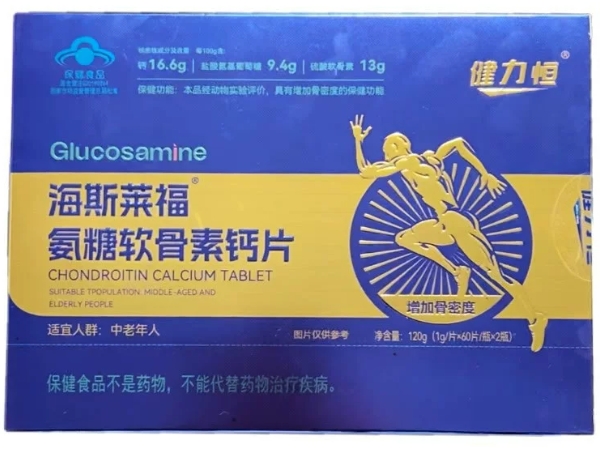 每100g含:
钙16.6g 盐酸氨基葡萄糖9.4g 硫酸软骨素13g
保健功能：本品经动物实验评价，具有增加骨密度的保健功能
保健食品
健力恒®
Glucosamine
海斯莱福®
氨糖软骨素钙片
CHONDROITIN CALCIUM TABLET
SUITABLE TPOPULATION: MIDDLE-AGED AND
ELDERLY PEOPLE
增加骨密度
适宜人群：中老年人
图片仅供参考
净含量：120g（1g/片×60片/瓶×2瓶）
保健食品不是药物，不能代替药物治疗疾病。